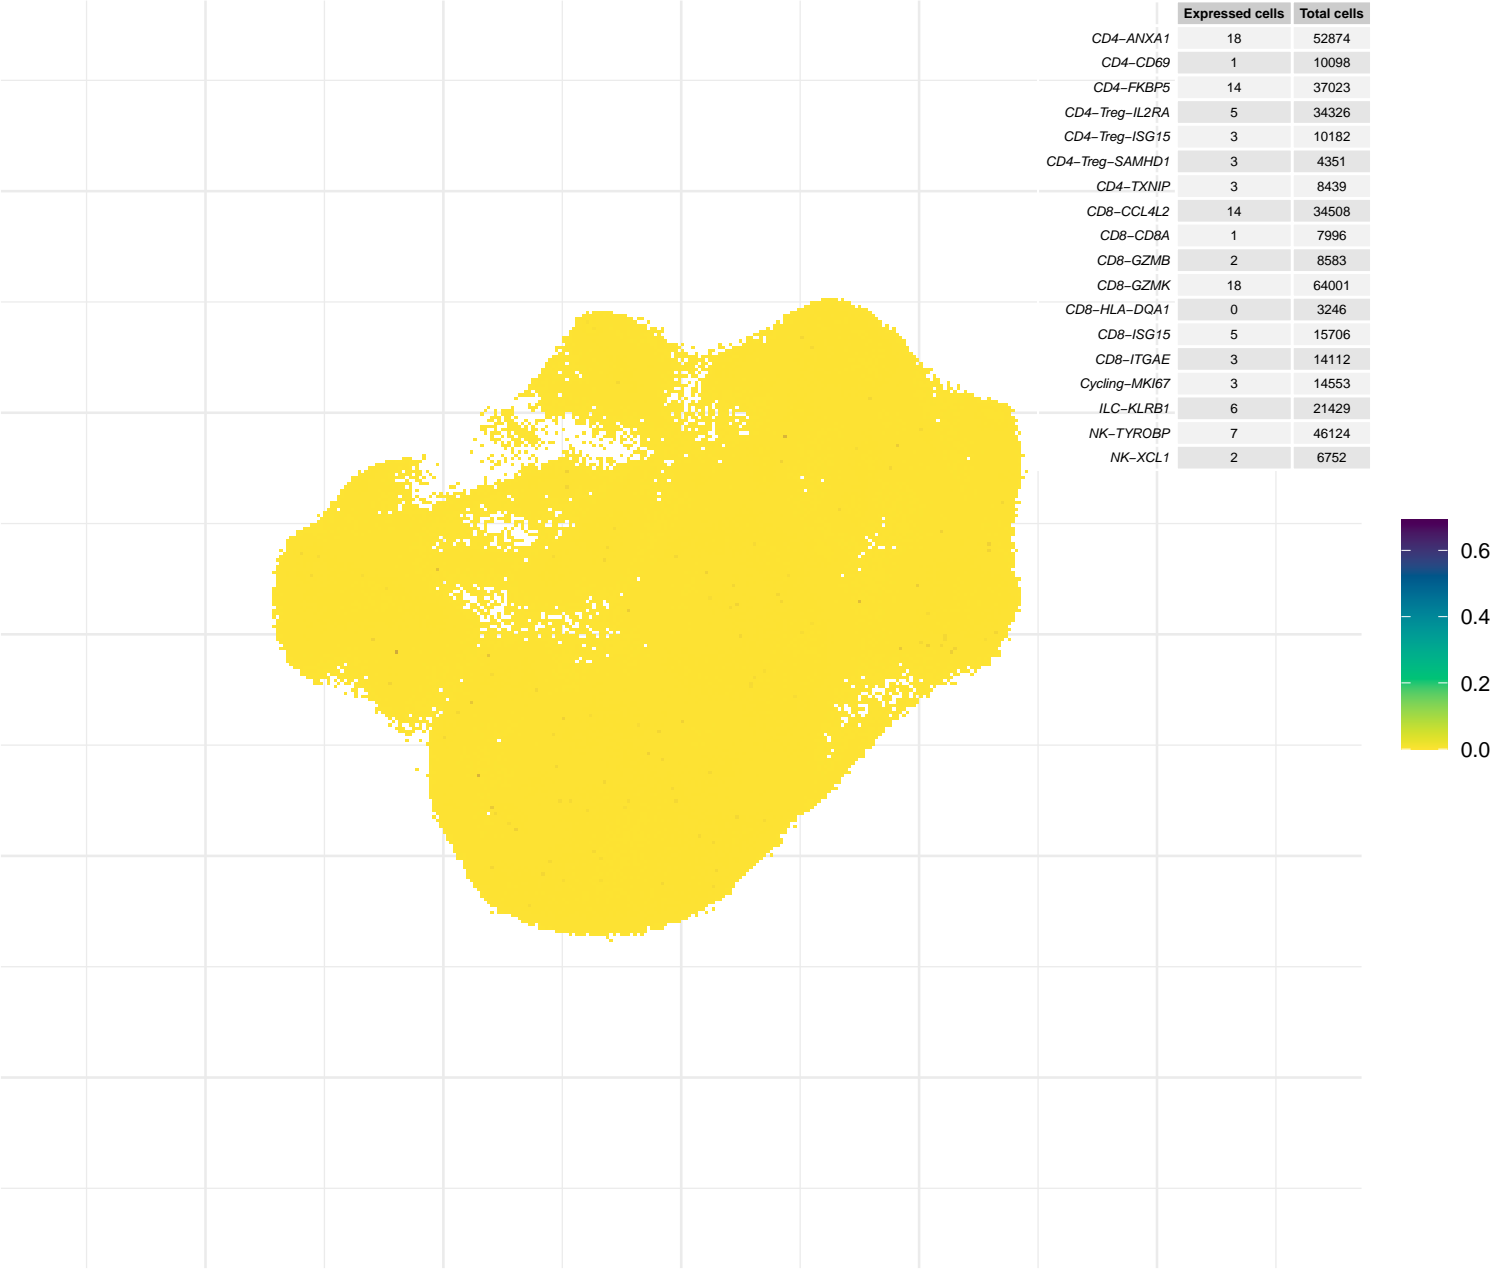 Expressed cells Total cells
CD4−ANXA1 18 52874
CD4−CD69 1 10098
CD4−FKBP5 14 37023
CD4−Treg−IL2RA 5 34326
CD4−Treg−ISG15 3 10182
CD4−Treg−SAMHD1 3 4351
CD4−TXNIP 3 8439
CD8−CCL4L2 14 34508
CD8−CD8A 1 7996
CD8−GZMB 2 8583
CD8−GZMK 18 64001
CD8−HLA−DQA1 0 3246
CD8−ISG15 5 15706
CD8−ITGAE 3 14112
Cycling−MKI67 3 14553
ILC−KLRB1 6 21429
NK−TYROBP 7 46124
NK−XCL1 2 6752
0.6
0.4
0.2
0.0